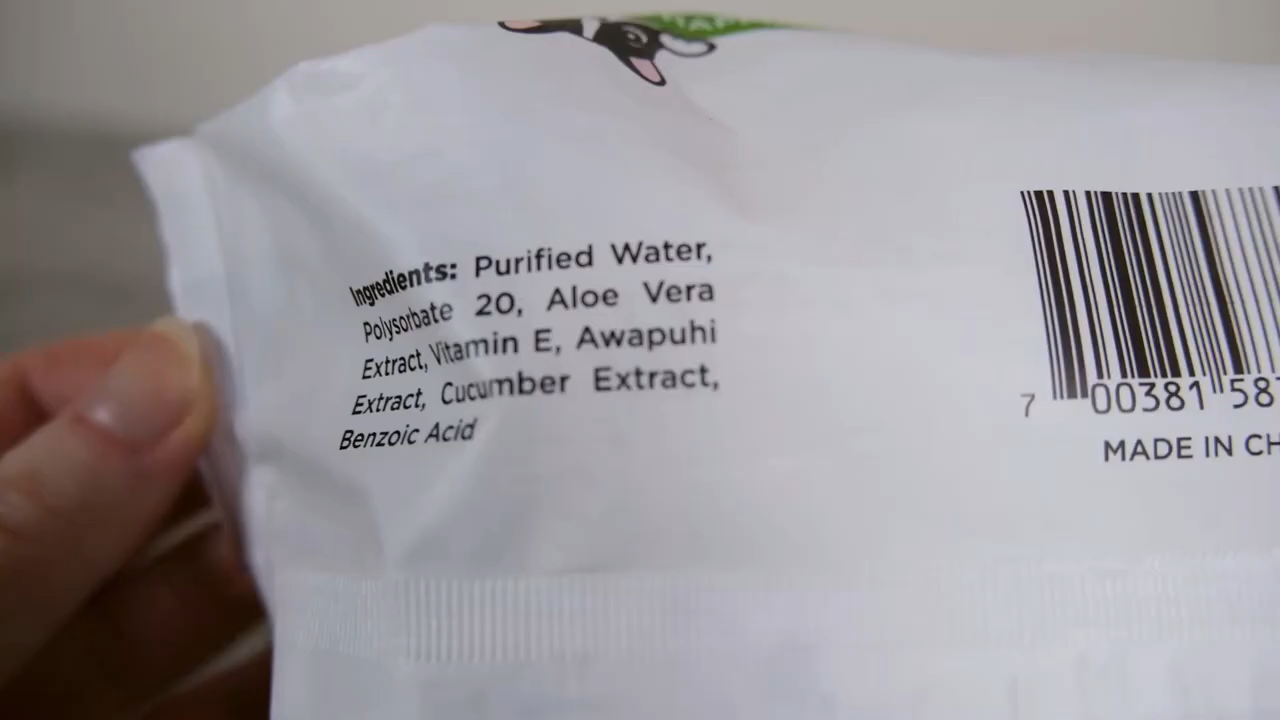 Ingredients: Purified Water,
Polysorbate 20, Aloe Vera
Extract, Vitamin E, Awapuhi
Extract, Cucumber Extract,
Benzoic Acid
7 00381 58
MADE IN CH